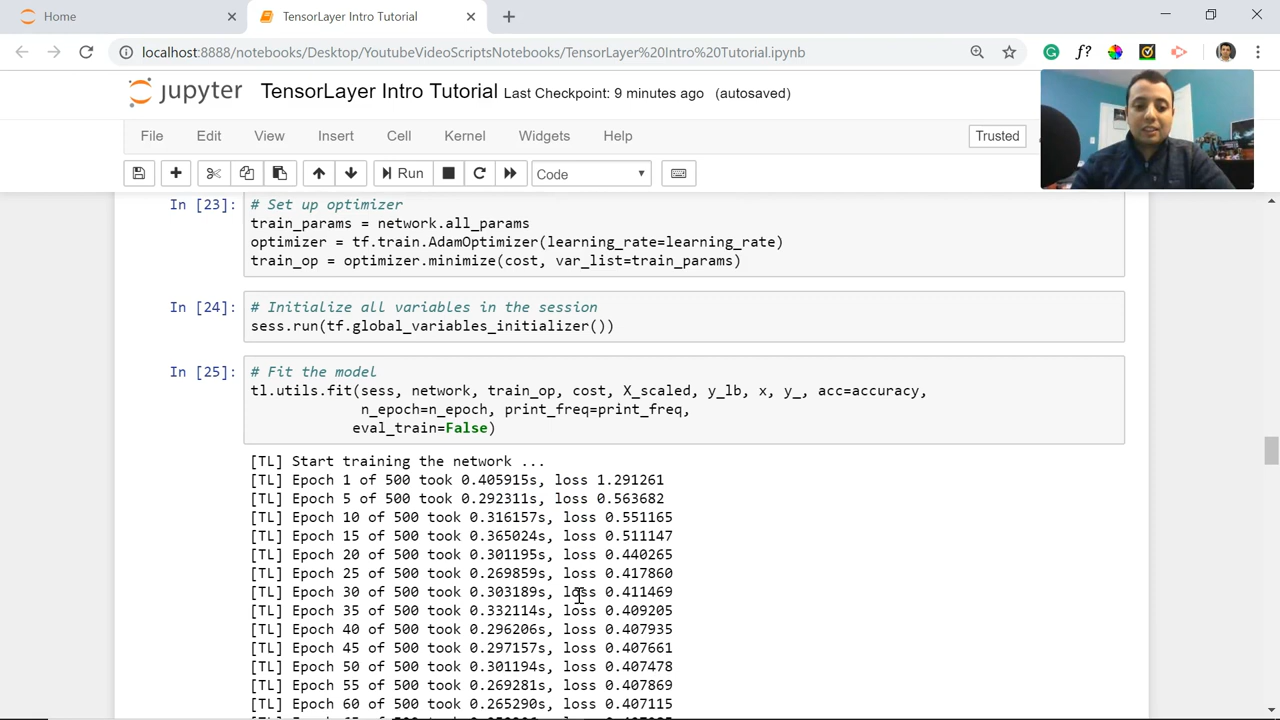 Home
TensorLayer Intro Tutorial
localhost:8888/notebooks/Desktop/YoutubeVideoScriptsNotebooks/TensorLayer%20Intro%20Tutorial.ipynb
f?
jupyter TensorLayer Intro Tutorial Last Checkpoint: 9 minutes ago (autosaved)
File Edit View Insert Cell Kernel Widgets Help Trusted
Run Code
In [23]: # Set up optimizer
train_params = network.all_params
optimizer = tf.train.AdamOptimizer(learning_rate=learning_rate)
train_op = optimizer.minimize(cost, var_list=train_params)
In [24]: # Initialize all variables in the session
sess.run(tf.global_variables_initializer())
In [25]: # Fit the model
tl.utils.fit(sess, network, train_op, cost, X_scaled, y_lb, x, y_, acc=accuracy,
n_epoch=n_epoch, print_freq=print_freq,
eval_train=False)
[TL] Start training the network ...
[TL] Epoch 1 of 500 took 0.405915s, loss 1.291261
[TL] Epoch 5 of 500 took 0.292311s, loss 0.563682
[TL] Epoch 10 of 500 took 0.316157s, loss 0.551165
[TL] Epoch 15 of 500 took 0.365024s, loss 0.511147
[TL] Epoch 20 of 500 took 0.301195s, loss 0.440265
[TL] Epoch 25 of 500 took 0.269859s, loss 0.417860
[TL] Epoch 30 of 500 took 0.303189s, loss 0.411469
[TL] Epoch 35 of 500 took 0.332114s, loss 0.409205
[TL] Epoch 40 of 500 took 0.296206s, loss 0.407935
[TL] Epoch 45 of 500 took 0.297157s, loss 0.407661
[TL] Epoch 50 of 500 took 0.301194s, loss 0.407478
[TL] Epoch 55 of 500 took 0.269281s, loss 0.407869
[TL] Epoch 60 of 500 took 0.265290s, loss 0.407115